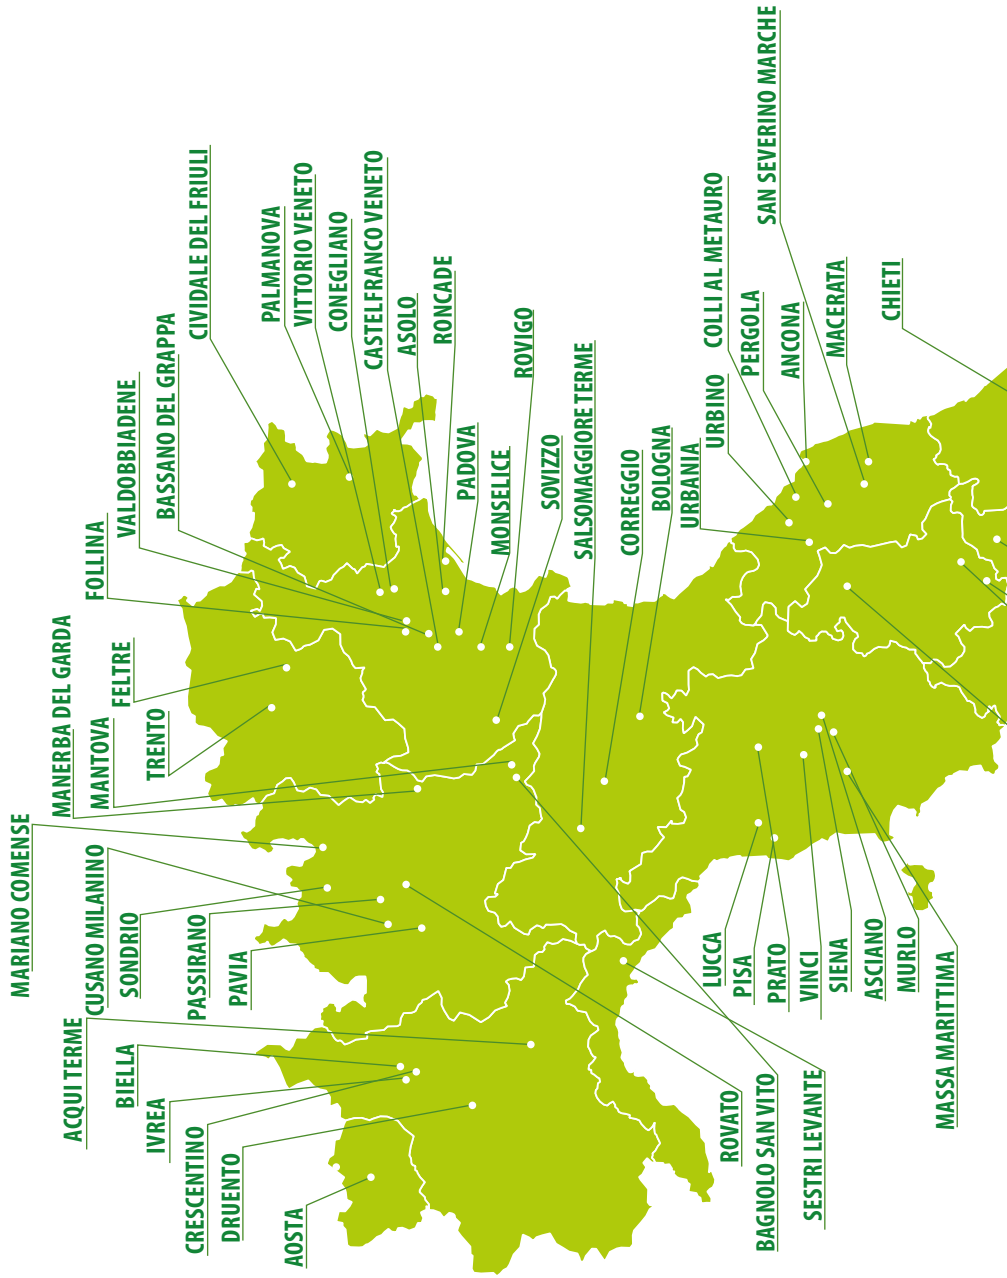 MARIANO COMENSE
CUSANO MILANINO
SONDRIO
PASSIRANO
PAVIA
ACQUI TERME
BIELLA
IVREA
CRESCENTINO
DRUENTO
AOSTA
MANERBA DEL GARDA
MANTOVA
TRENTO
FELTRE
FOLLINA
VALDOBBIADENE
BASSANO DEL GRAPPA
CIVIDALE DEL FRIULI
PALMANOVA
VITTORIO VENETO
CONEGLIANO
CASTELFRANCO VENETO
ASOLO
RONCADE
PADOVA
MONSELICE
ROVIGO
SOVIZZO
SALSOMAGGIORE TERME
CORREGGIO
BOLOGNA
URBANIA
URBINO
COLLI AL METAURO
PERGOLA
ANCONA
SAN SEVERINO MARCHE
MACERATA
CHIETI
LUCCA
PISA
PRATO
VINCI
SIENA
ASCIANO
MURLO
MASSA MARITTIMA
ROVATO
BAGNOLO SAN VITO
SESTRI LEVANTE